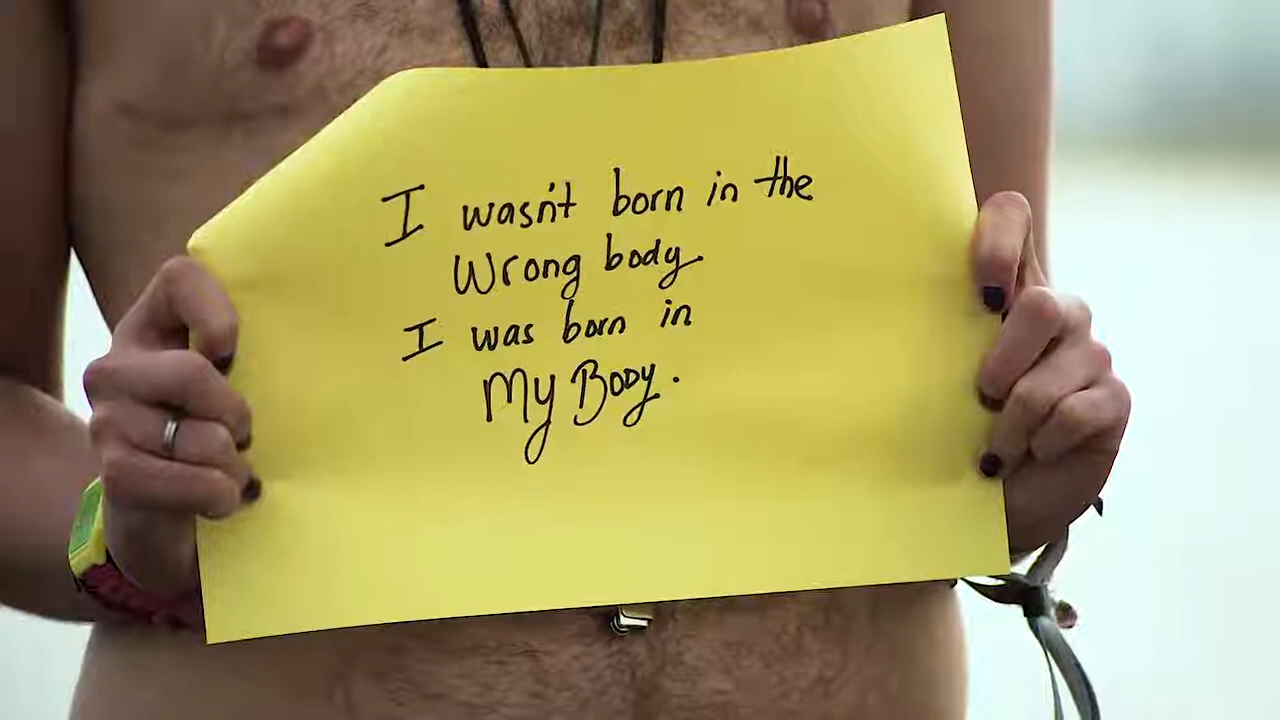 I wasn't born in the
Wrong body.
I was born in
My Body.